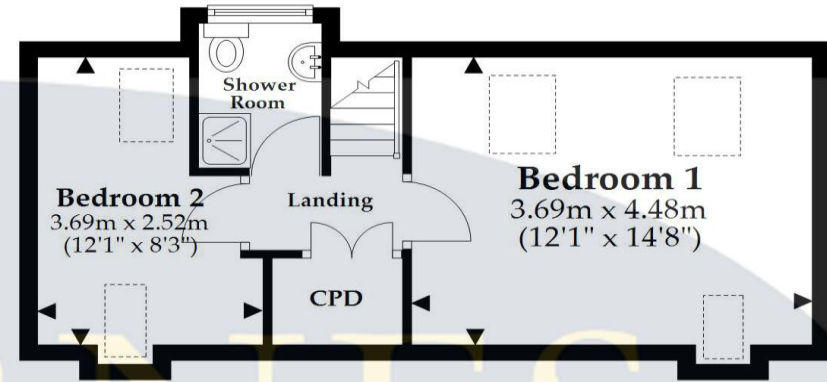 Shower
Room
Bedroom 2
3.69m x 2.52m
(12'1" x 8'3")
Landing
CPD
Bedroom 1
3.69m x 4.48m
(12'1" x 14'8")